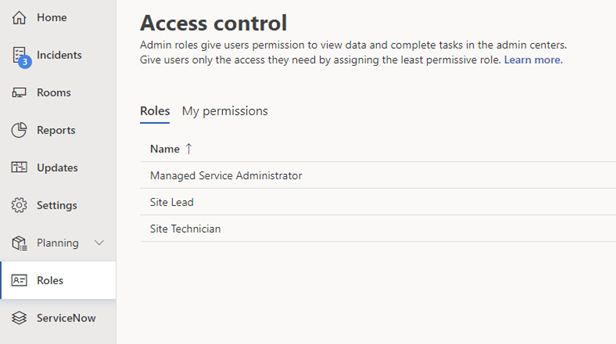 Home
Incidents
3
Rooms
Reports
Updates
Settings
Planning
Roles
ServiceNow
Access control
Admin roles give users permission to view data and complete tasks in the admin centers.
Give users only the access they need by assigning the least permissive role. Learn more.
Roles My permissions
Name ↑
Managed Service Administrator
Site Lead
Site Technician